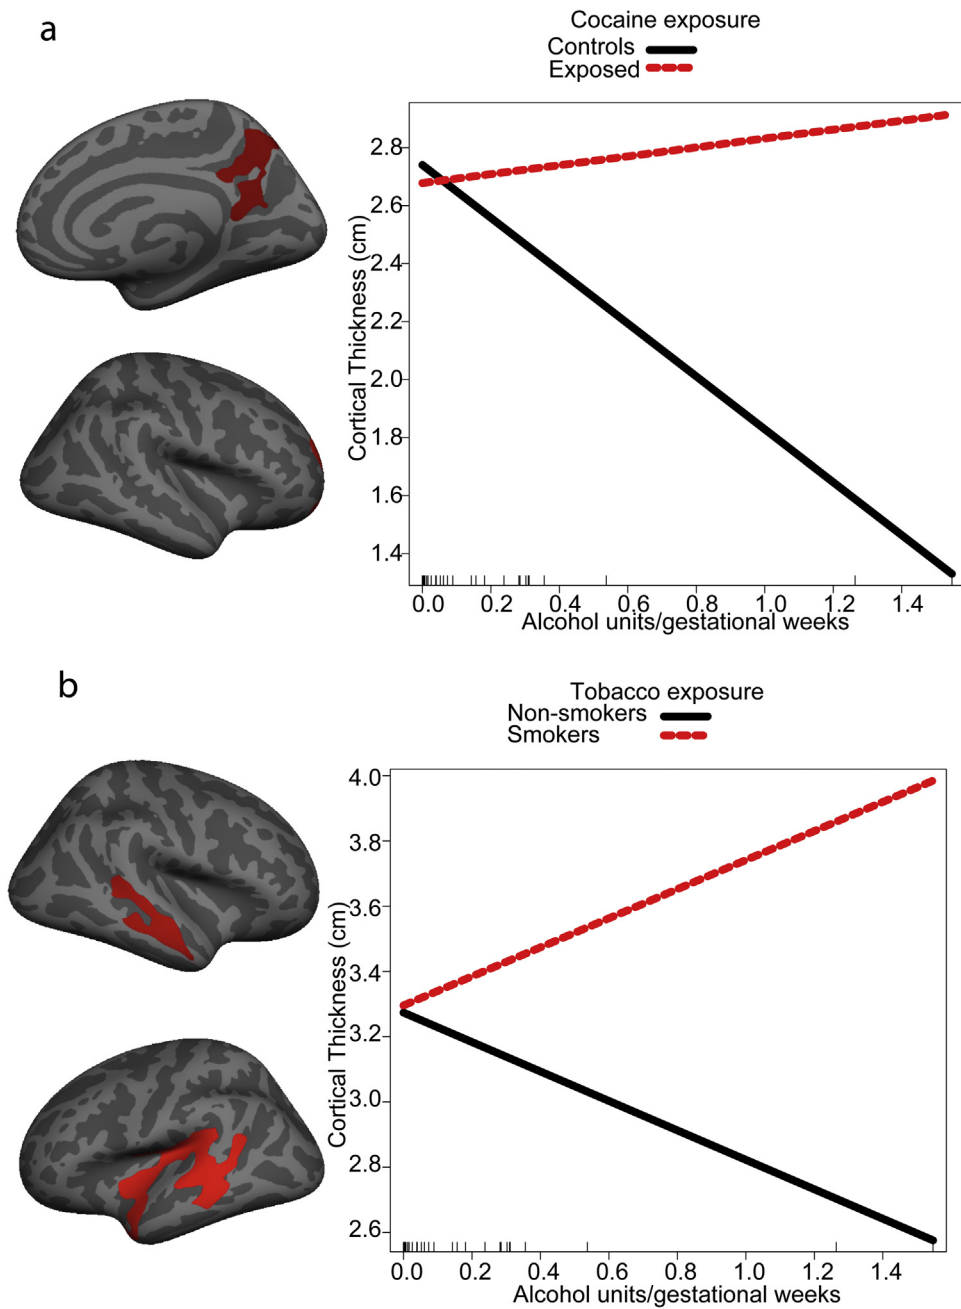 a
Cocaine exposure
Controls
Exposed
Cortical Thickness (cm)
2.8
2.6
2.4
2.2
2.0
1.8
1.6
1.4
0.0 0.2 0.4 0.6 0.8 1.0 1.2 1.4
Alcohol units/gestational weeks
b
Tobacco exposure
Non-smokers
Smokers
Cortical Thickness (cm)
4.0
3.8
3.6
3.4
3.2
3.0
2.8
2.6
0.0 0.2 0.4 0.6 0.8 1.0 1.2 1.4
Alcohol units/gestational weeks